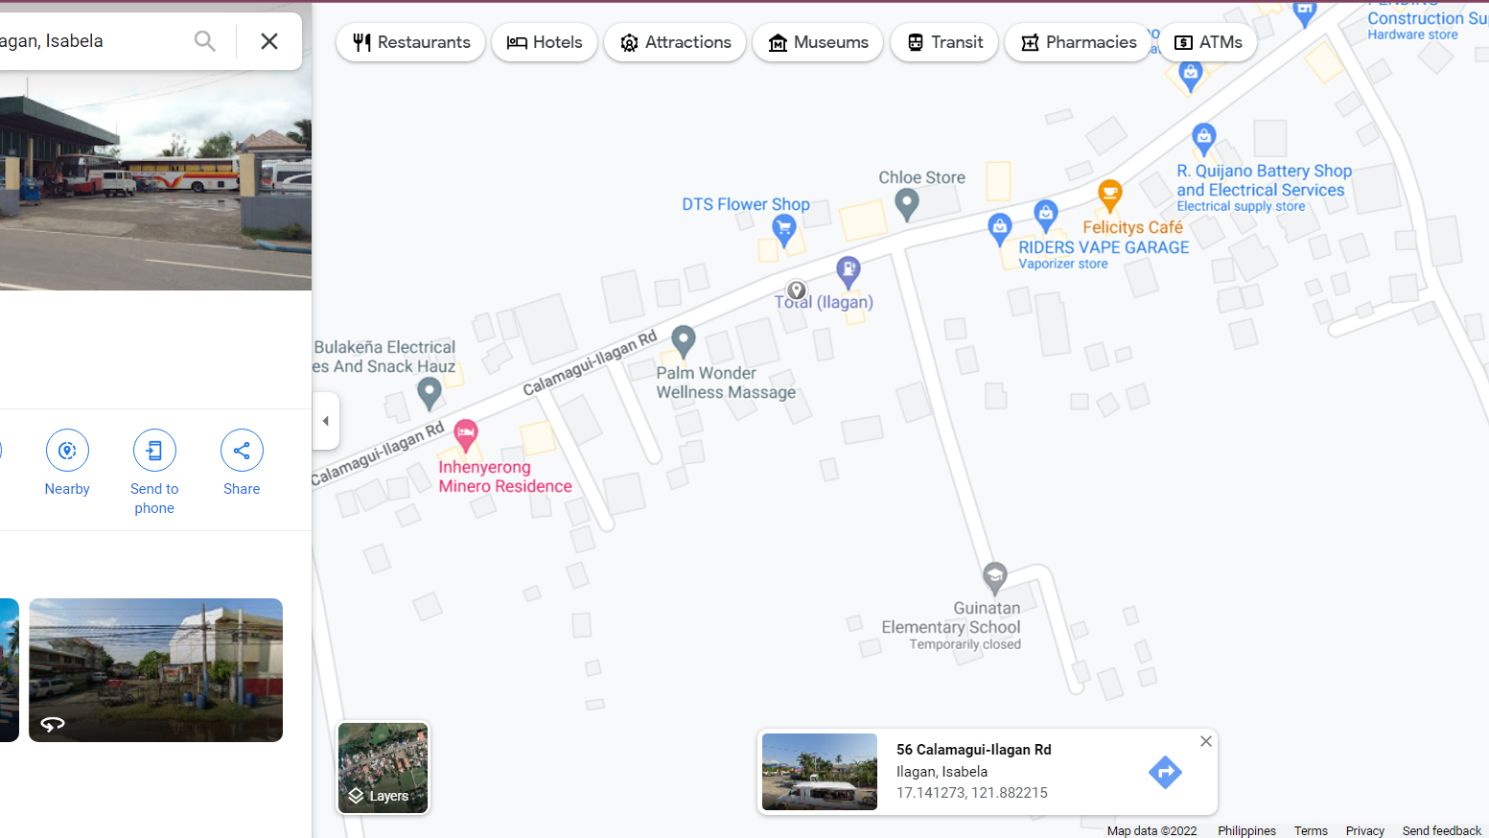 agan, Isabela
Restaurants
Hotels
Attractions
Museums
Transit
Pharmacies
ATMs
Construction Su
Hardware store
R. Quijano Battery Shop
and Electrical Services
Electrical supply store
Chloe Store
DTS Flower Shop
Felicitys Café
RIDERS VAPE GARAGE
Vaporizer store
Total (Ilagan)
Bulakeña Electrical
es And Snack Hauz
Calamagui-Ilagan Rd
Palm Wonder
Wellness Massage
Calamagui-Ilagan Rd
Inhenyerong
Minero Residence
Nearby
Send to
phone
Share
Guinatan
Elementary School
Temporarily closed
Layers
56 Calamagui-Ilagan Rd
Ilagan, Isabela
17.141273, 121.882215
Map data ©2022
Philippines
Terms
Privacy
Send feedback